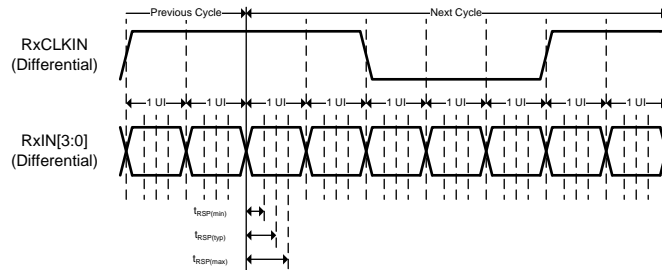 Previous Cycle
Next Cycle
RxCLKIN
(Differential)
1 UI 1 UI 1 UI 1 UI 1 UI 1 UI 1 UI 1 UI 1 UI
RxIN[3:0]
(Differential)
tRSP(min)
tRSP(typ)
tRSP(max)